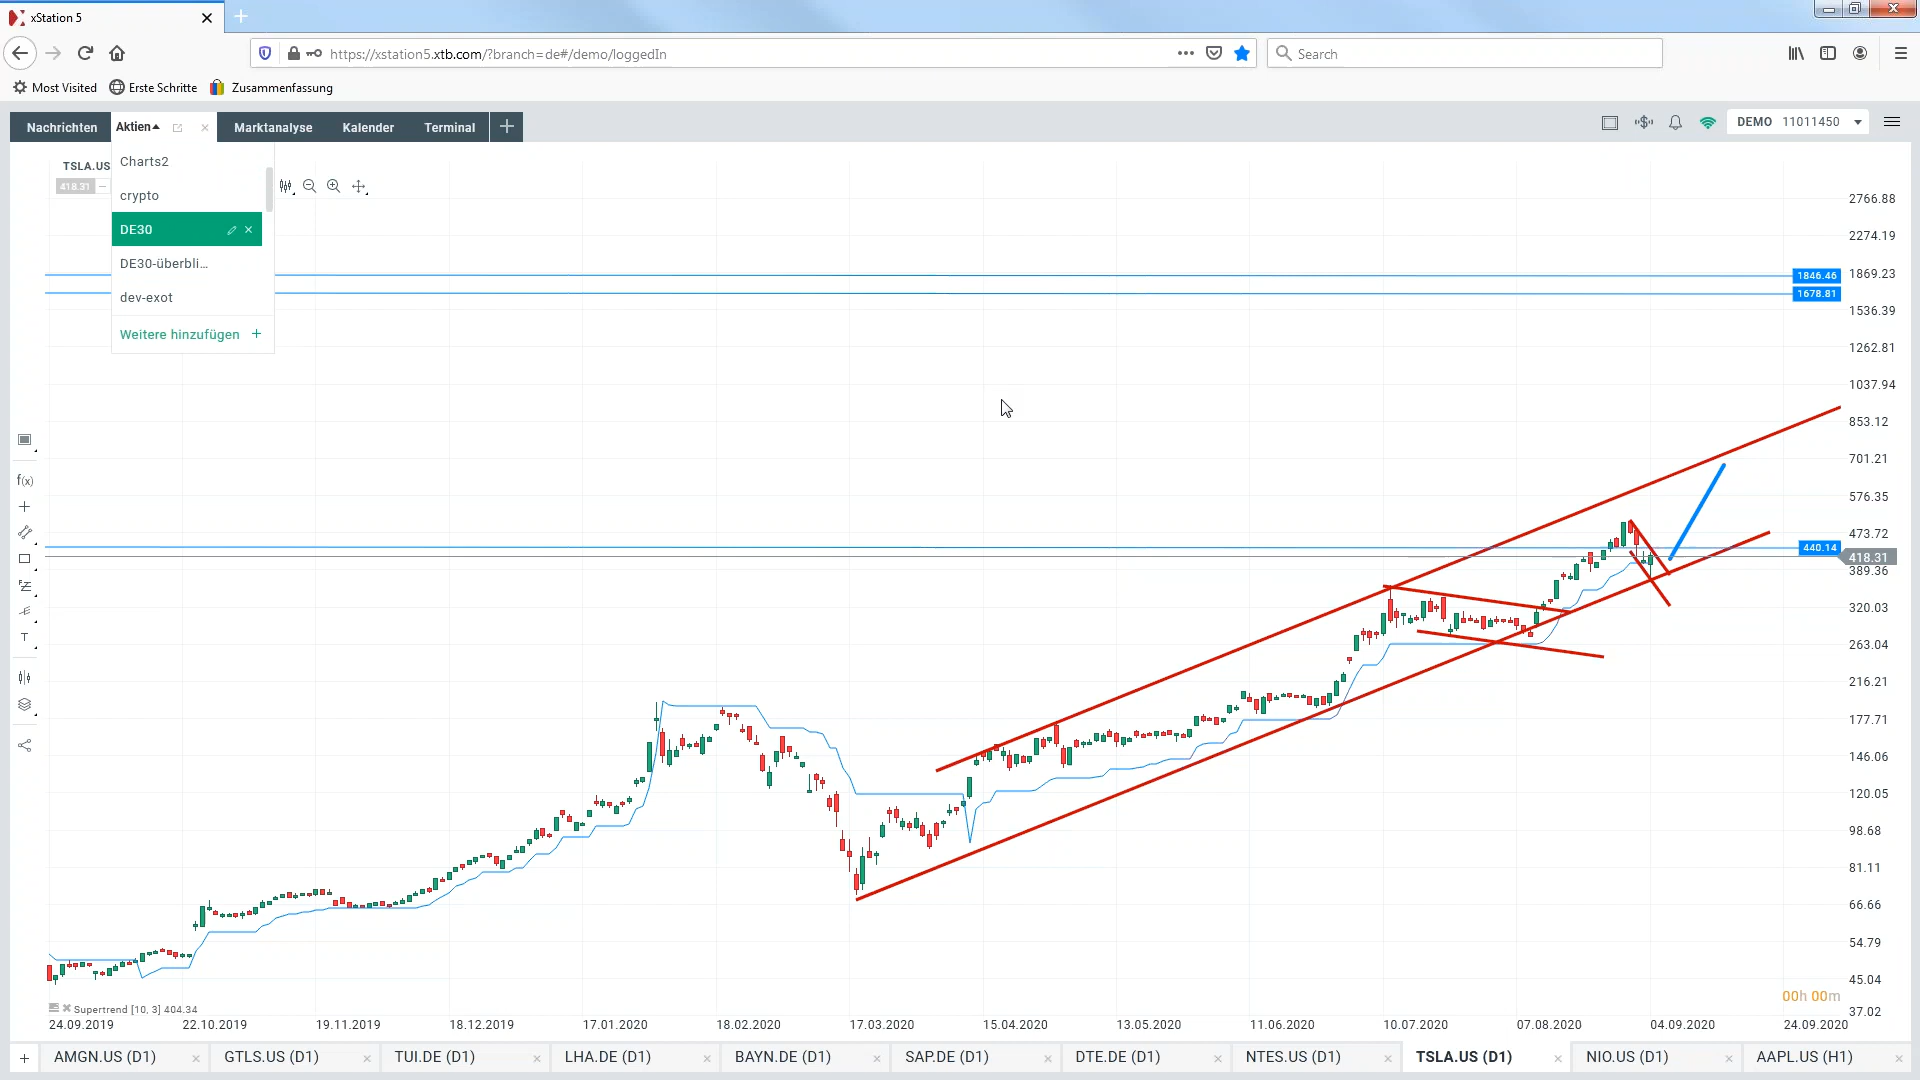 xStation 5
https://xstation5.xtb.com/?branch=de#/demo/loggedIn
Search
Most Visited
Erste Schritte
Zusammenfassung
Nachrichten
Aktien
Marktanalyse
Kalender
Terminal
DEMO 11011450
Charts2
crypto
DE30
DE30-überbli...
dev-exot
Weitere hinzufügen +
TSLA.US
418.31
2766.88
2274.19
1869.23
1846.46
1678.81
1536.39
1262.81
1037.94
853.12
701.21
576.35
473.72
440.14
418.31
389.36
320.03
263.04
216.21
177.71
146.06
120.05
98.68
81.11
66.66
54.79
45.04
37.02
f(x)
T
00h 00m
Supertrend [10, 3] 404.34
24.09.2019
22.10.2019
19.11.2019
18.12.2019
17.01.2020
18.02.2020
17.03.2020
15.04.2020
13.05.2020
11.06.2020
10.07.2020
07.08.2020
04.09.2020
24.09.2020
AMGN.US (D1)
GTLS.US (D1)
TUI.DE (D1)
LHA.DE (D1)
BAYN.DE (D1)
SAP.DE (D1)
DTE.DE (D1)
NTES.US (D1)
TSLA.US (D1)
NIO.US (D1)
AAPL.US (H1)